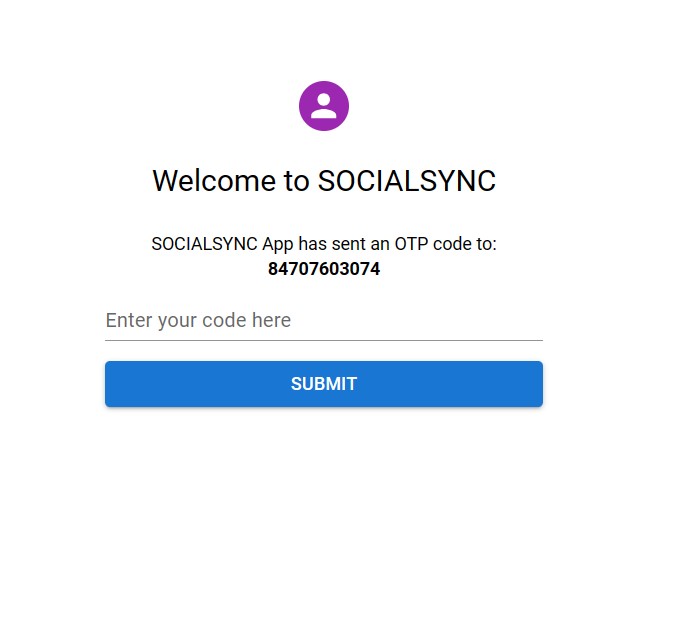 Welcome to SOCIALSYNC
SOCIALSYNC App has sent an OTP code to:
84707603074
Enter your code here
SUBMIT